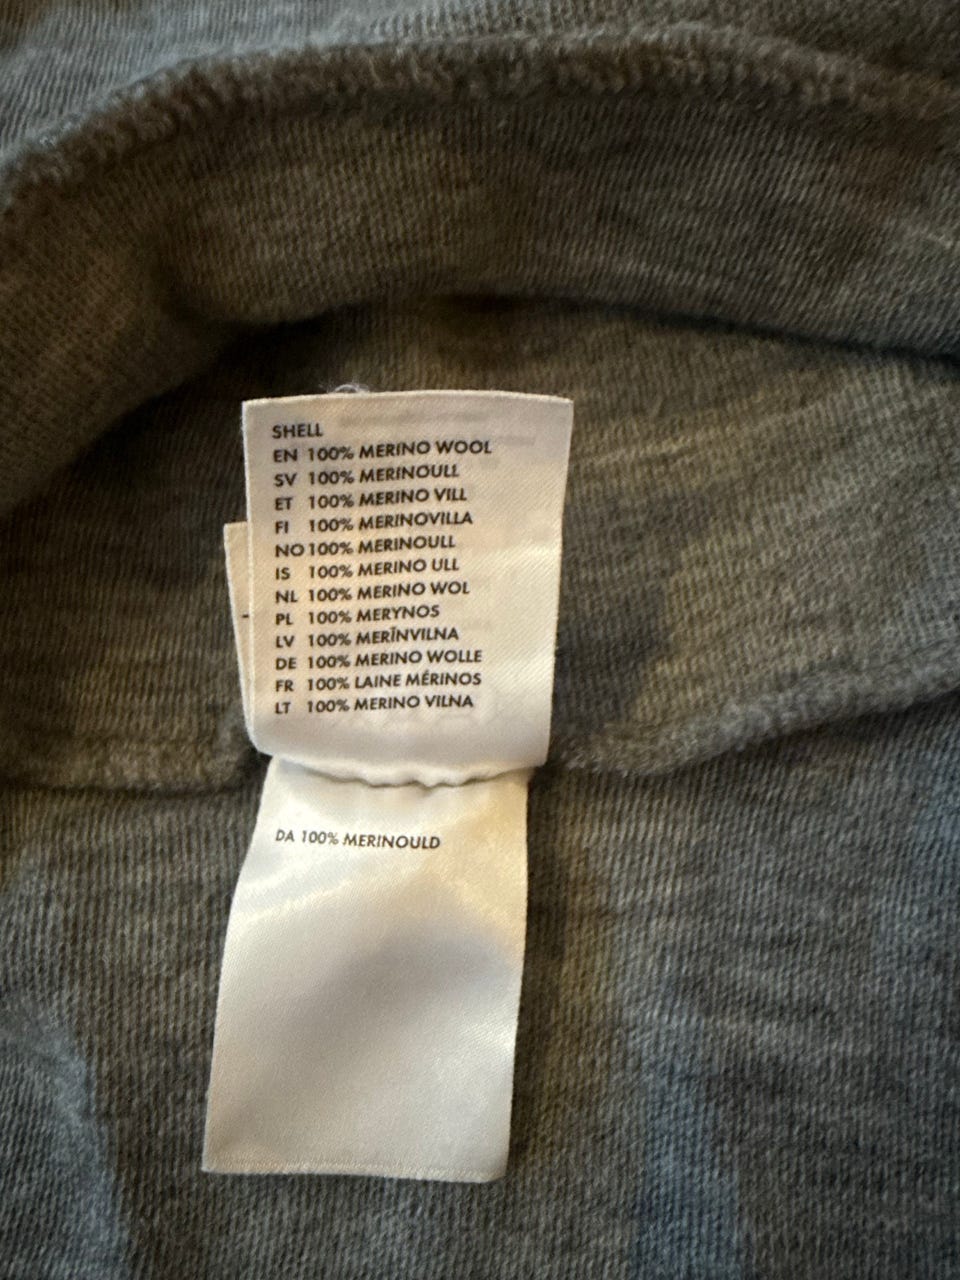 SHELL
EN 100% MERINO WOOL
SV 100% MERINOULL
ET 100% MERINO VILL
FI 100% MERINOVILLA
NO 100% MERINOULL
IS 100% MERINO ULL
NL 100% MERINO WOL
PL 100% MERYNOS
LV 100% MERĪNVILNA
DE 100% MERINO WOLLE
FR 100% LAINE MÉRINOS
LT 100% MERINO VILNA
DA 100% MERINOULD